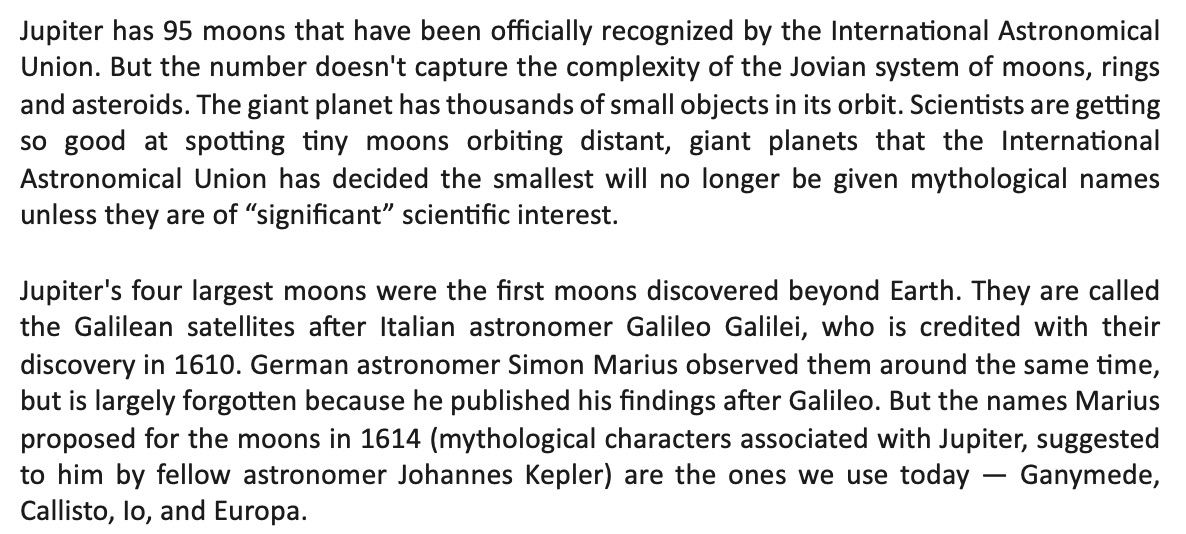 Jupiter has 95 moons that have been officially recognized by the International Astronomical
Union. But the number doesn't capture the complexity of the Jovian system of moons, rings
and asteroids. The giant planet has thousands of small objects in its orbit. Scientists are getting
so good at spotting tiny moons orbiting distant, giant planets that the International
Astronomical Union has decided the smallest will no longer be given mythological names
unless they are of “significant” scientific interest.

Jupiter's four largest moons were the first moons discovered beyond Earth. They are called
the Galilean satellites after Italian astronomer Galileo Galilei, who is credited with their
discovery in 1610. German astronomer Simon Marius observed them around the same time,
but is largely forgotten because he published his findings after Galileo. But the names Marius
proposed for the moons in 1614 (mythological characters associated with Jupiter, suggested
to him by fellow astronomer Johannes Kepler) are the ones we use today — Ganymede,
Callisto, Io, and Europa.